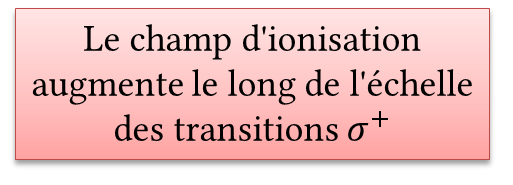 Le champ d'ionisation
augmente le long de l'échelle
des transitions σ⁺